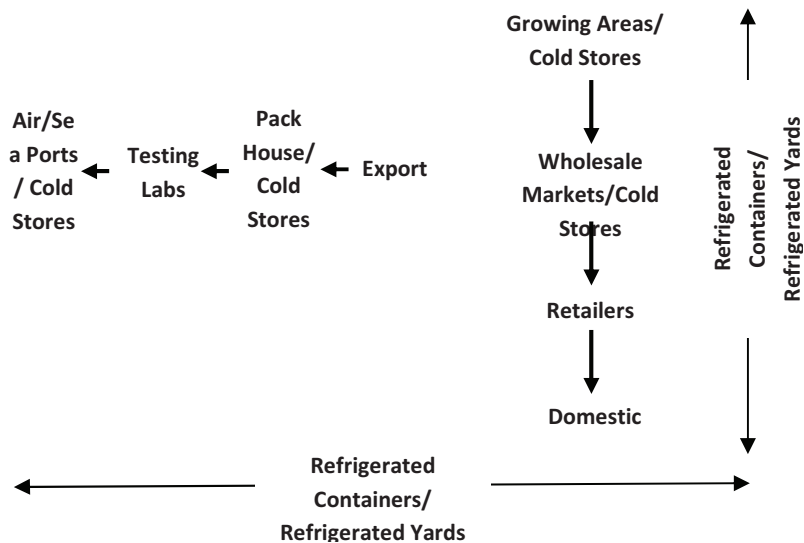 Growing Areas/
Cold Stores
Air/Se
a Ports
/ Cold
Stores
Testing
Labs
Pack
House/
Cold
Stores
Export
Wholesale
Markets/Cold
Stores
Retailers
Domestic
Refrigerated
Containers/
Refrigerated Yards
Refrigerated
Containers/
Refrigerated Yards